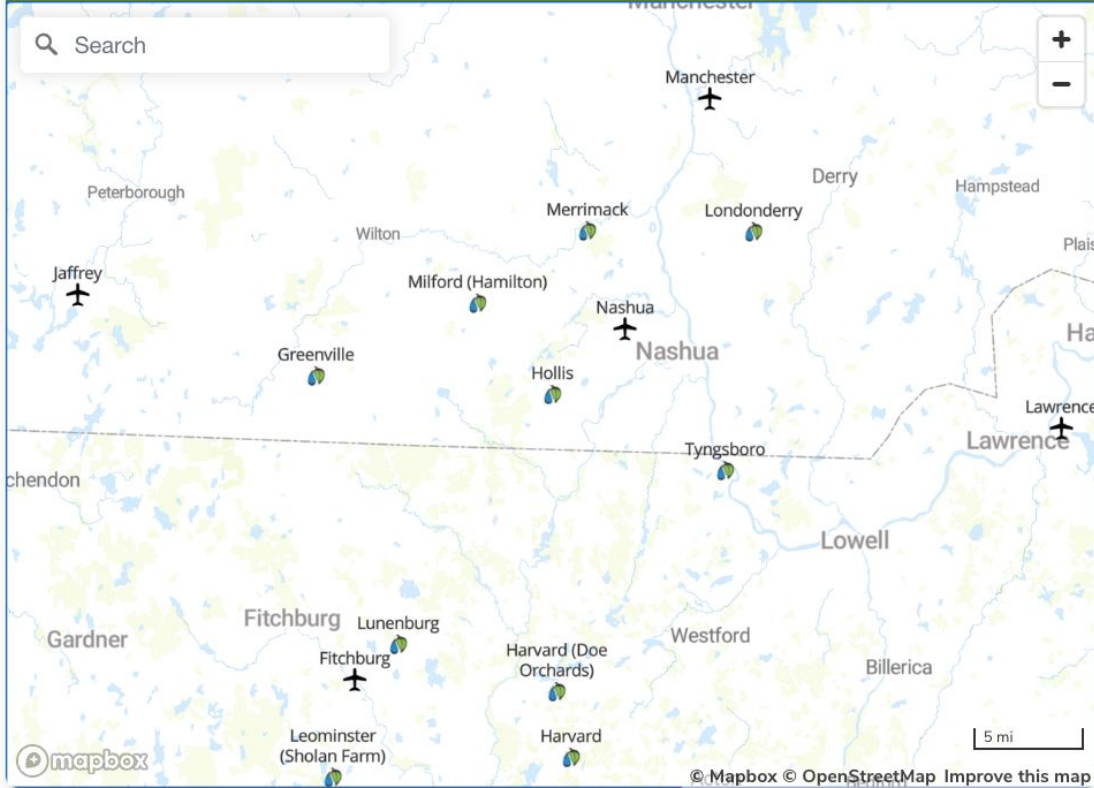 Manchester
Search
+
Manchester
−
Peterborough
Derry
Hampstead
Merrimack
Londonderry
Wilton
Plais
Jaffrey
Milford (Hamilton)
Nashua
Ha
Nashua
Greenville
Hollis
Lawrence
Lawrence
Tyngsboro
chendon
Lowell
Fitchburg
Lunenburg
Gardner
Westford
Harvard (Doe
Orchards)
Fitchburg
Billerica
Leominster
(Sholan Farm)
Harvard
5 mi
mapbox
© Mapbox © OpenStreetMap Improve this map